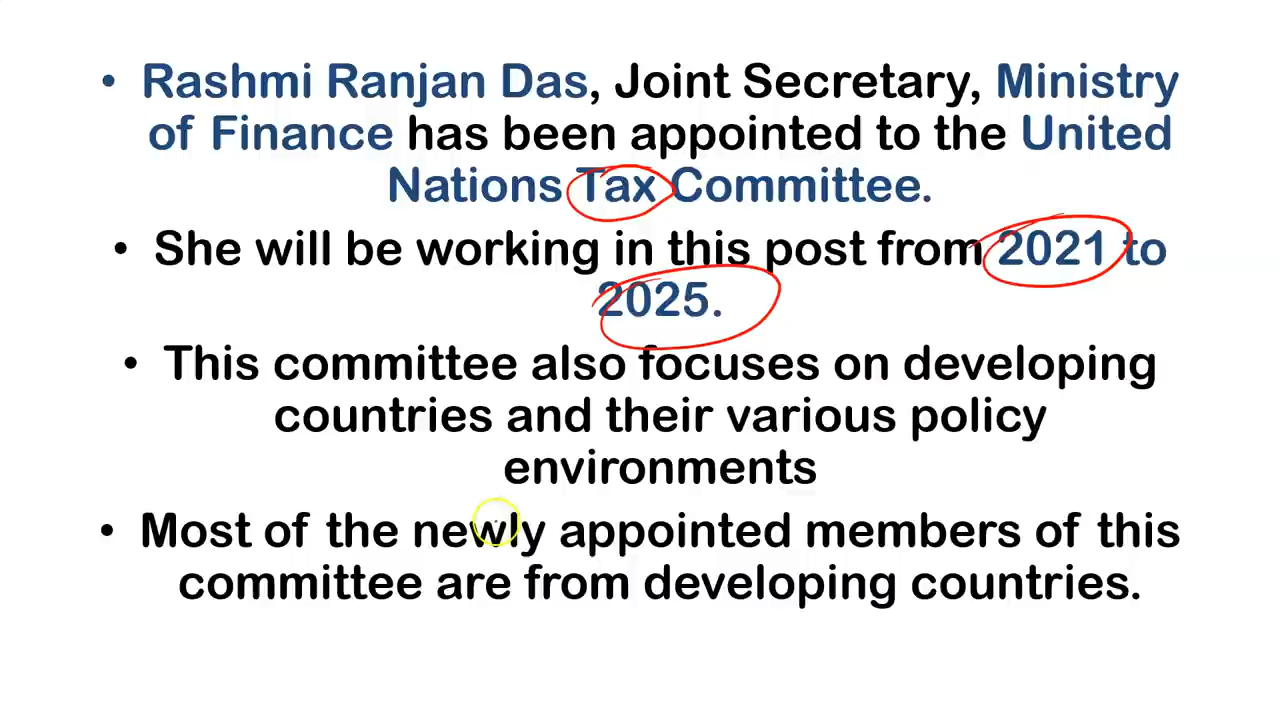 • Rashmi Ranjan Das, Joint Secretary, Ministry
of Finance has been appointed to the United
Nations Tax Committee.
• She will be working in this post from 2021 to
2025.
• This committee also focuses on developing
countries and their various policy
environments
• Most of the newly appointed members of this
committee are from developing countries.